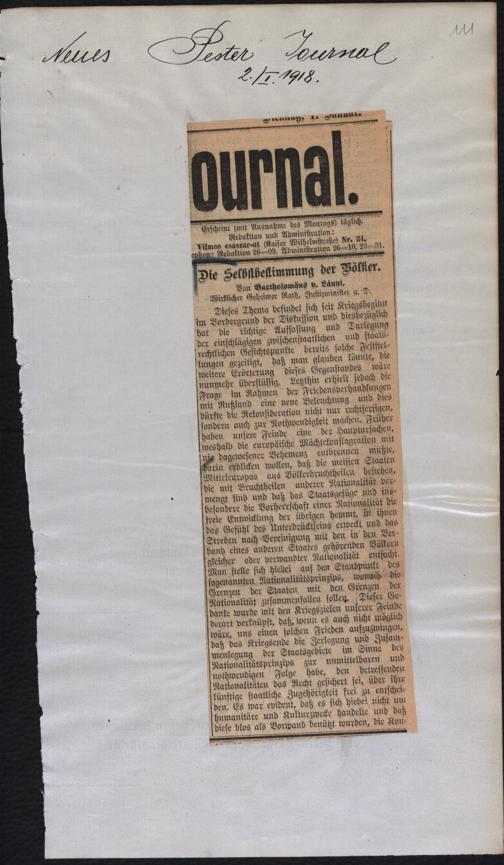 111
Neues Pester Journal
2./I. 1918.
Dienstag, 1. Januar.
ournal.
Erscheint (mit Ausnahme des Montags) täglich.
Redaktion und Administration:
Vilmos császár-út (Kaiser Wilhelmstraße) Nr. 34.
ephon: Redaktion 26—09, Administration 26—10, 23—31.
Die Selbstbestimmung der Völker.
Von Bartholomäus v. Lányi.
Wirklicher Geheimer Rath, Justizminister a. D.
Dieses Thema befindet sich seit Kriegsbeginn
im Vordergrund der Diskussion und diesbezüglich
hat die richtige Auffassung und Darlegung
der einschlägigen zwischenstaatlichen und staats-
rechtlichen Gesichtspunkte bereits solche Feststel-
lungen gezeitigt, daß man glauben könnte, die
weitere Erörterung dieses Gegenstandes wäre
nunmehr überflüssig. Letzthin erhielt jedoch die
Frage im Rahmen der Friedensverhandlungen
mit Rußland eine neue Beleuchtung und dies
dürfte die Rekonsideration nicht nur rechtfertigen,
sondern auch zur Nothwendigkeit machen. Früher
haben unsere Feinde eine der Hauptursachen,
weshalb die europäische Mächtekonflagration mit
nie dagewesener Vehemenz entbrennen mußte,
darin erblicken wollen, daß die meisten Staaten
Mitteleuropas aus Völkerbruchtheilen bestehen,
die mit Bruchtheilen anderer Nationalität ver-
mengt sind und daß das Staatsgefüge und ins-
besondere die Vorherrschaft einer Nationalität die
freie Entwicklung der übrigen hemmt, in ihnen
das Gefühl des Unterdrücktseins erweckt und das
Streben nach Vereinigung mit den in den Ver-
band eines anderen Staates gehörenden Völkern
gleicher oder verwandter Nationalität entfacht.
Man stelle sich hiebei auf den Standpunkt des
sogenannten Nationalitätsprinzips, wonach die
Grenzen der Staaten mit den Grenzen der
Nationalität zusammenfallen sollen. Dieser Ge-
danke wurde mit den Kriegszielen unserer Feinde
derart verknüpft, daß, wenn es auch nicht möglich
wäre, uns einen solchen Frieden aufzuzwingen,
daß das Kriegsende die Zerlegung und Zusam-
menlegung der Staatsgebiete im Sinne des
Nationalitätsprinzips zur unmittelbaren und
nothwendigen Folge habe, den betreffenden
Nationalitäten das Recht gesichert sei, über ihre
künftige staatliche Zugehörigkeit frei zu entschei-
den. Es war evident, daß es sich hiebei nicht um
humanitäre und Kulturzwecke handelte und daß
diese blos als Vorwand benützt wurden, die Kon-